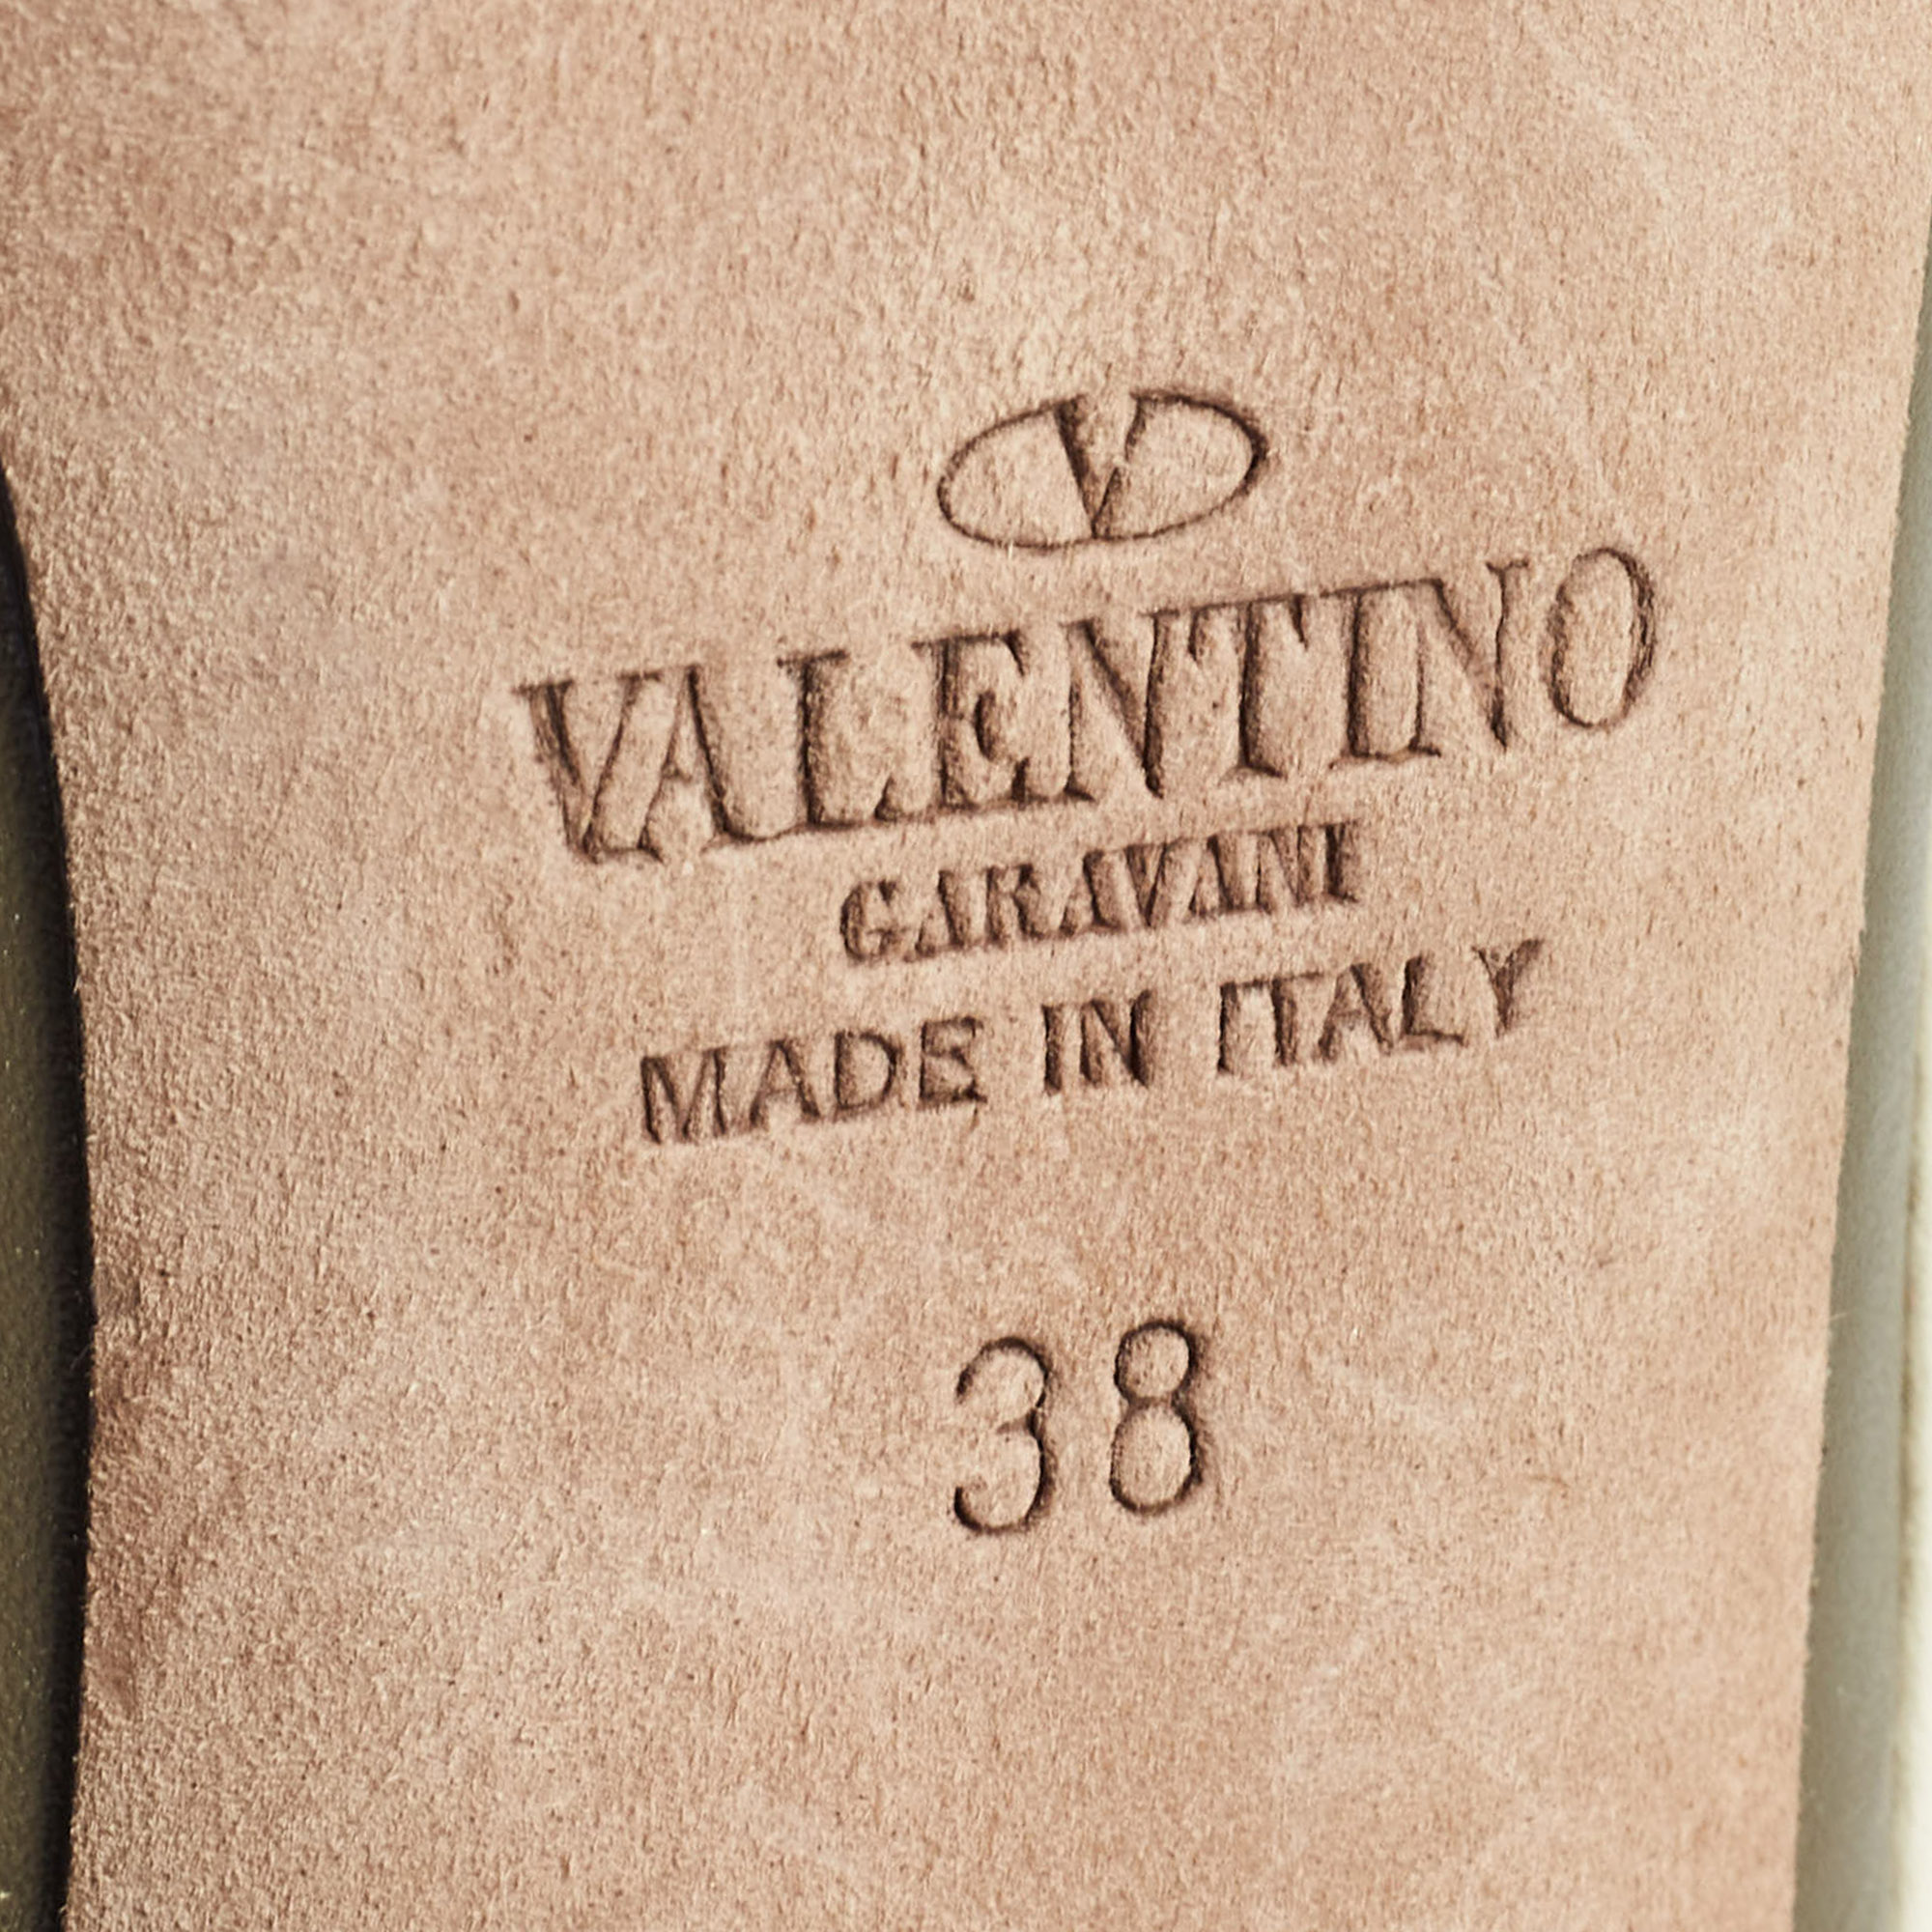 V
VALENTINO
GARAVANI
MADE IN ITALY
38